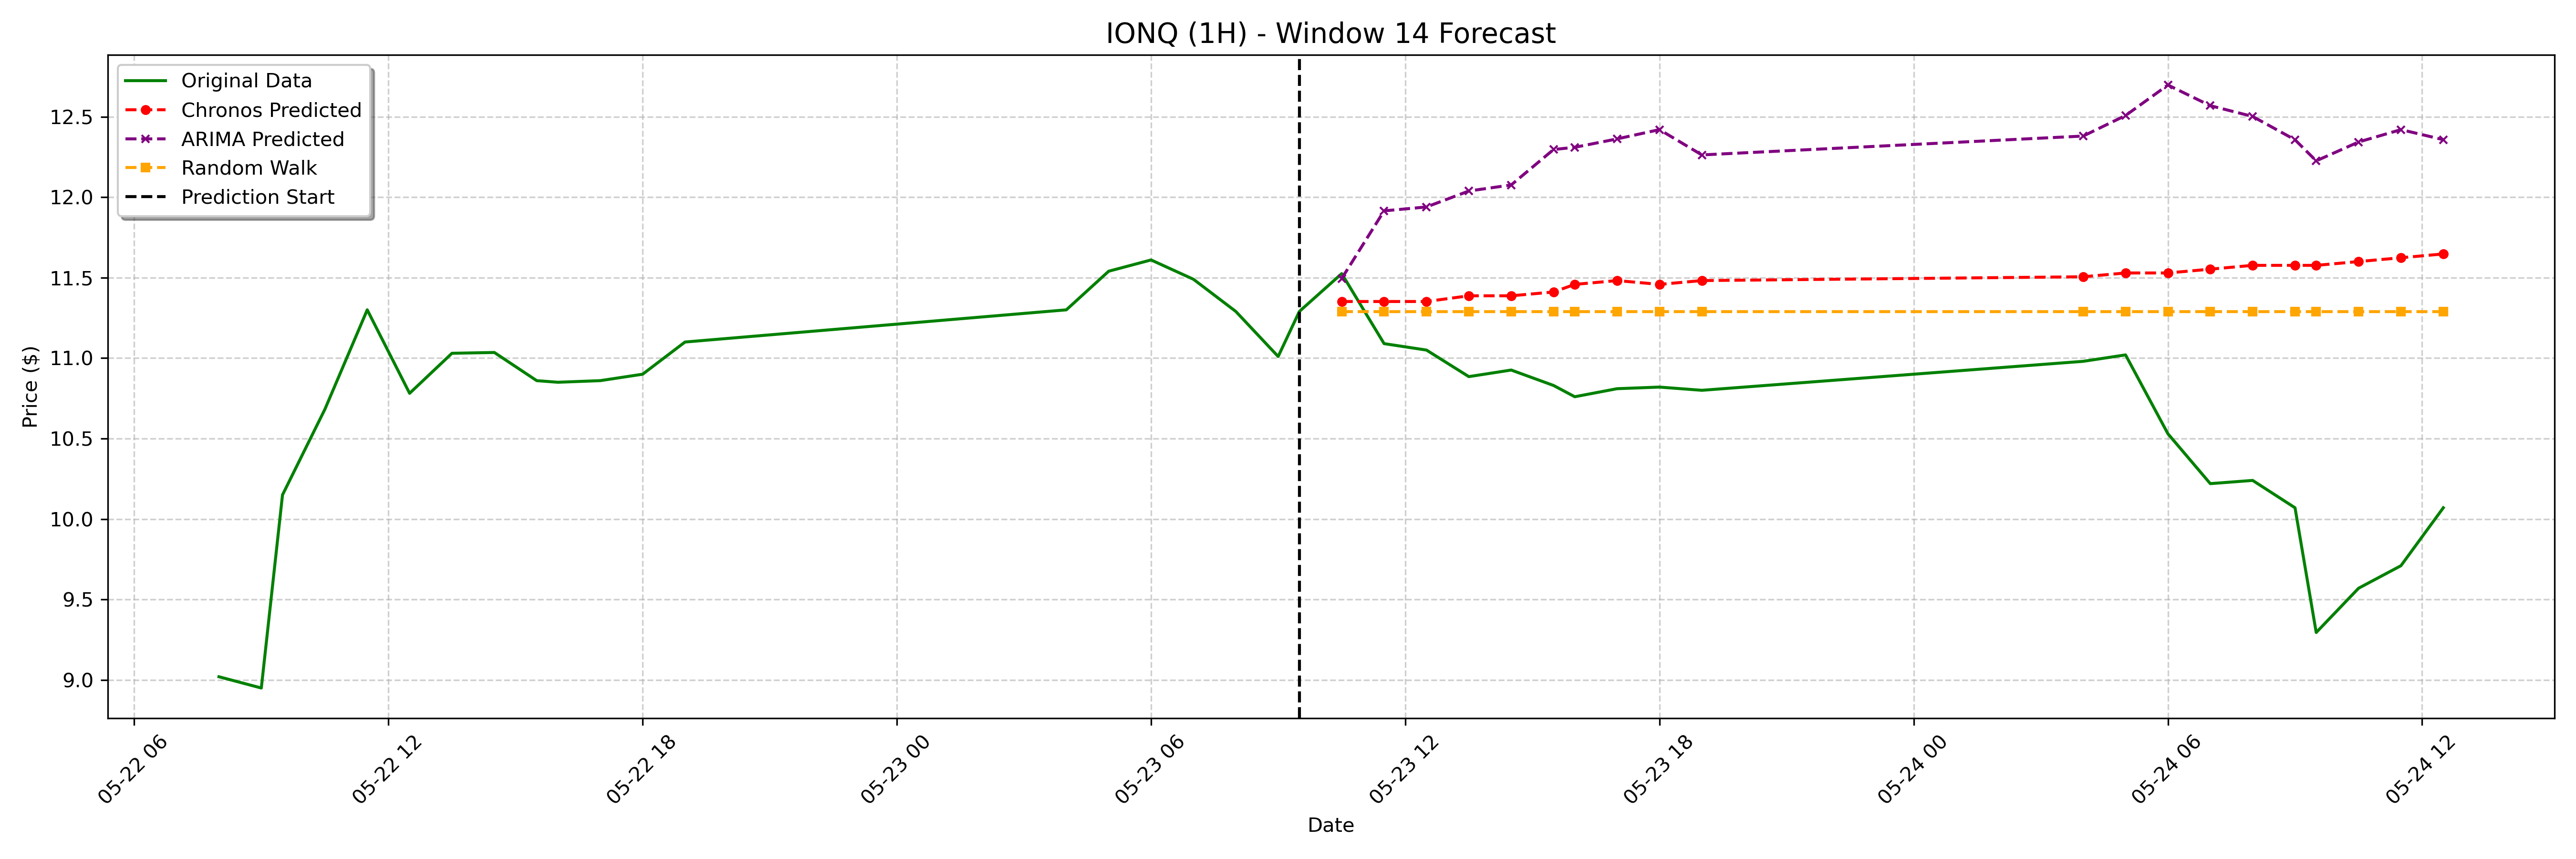 IONQ (1H) - Window 14 Forecast
Original Data
Chronos Predicted
ARIMA Predicted
Random Walk
Prediction Start
Price ($)
12.5
12.0
11.5
11.0
10.5
10.0
9.5
9.0
05-22 06
05-22 12
05-22 18
05-23 00
05-23 06
05-23 12
05-23 18
05-24 00
05-24 06
05-24 12
Date